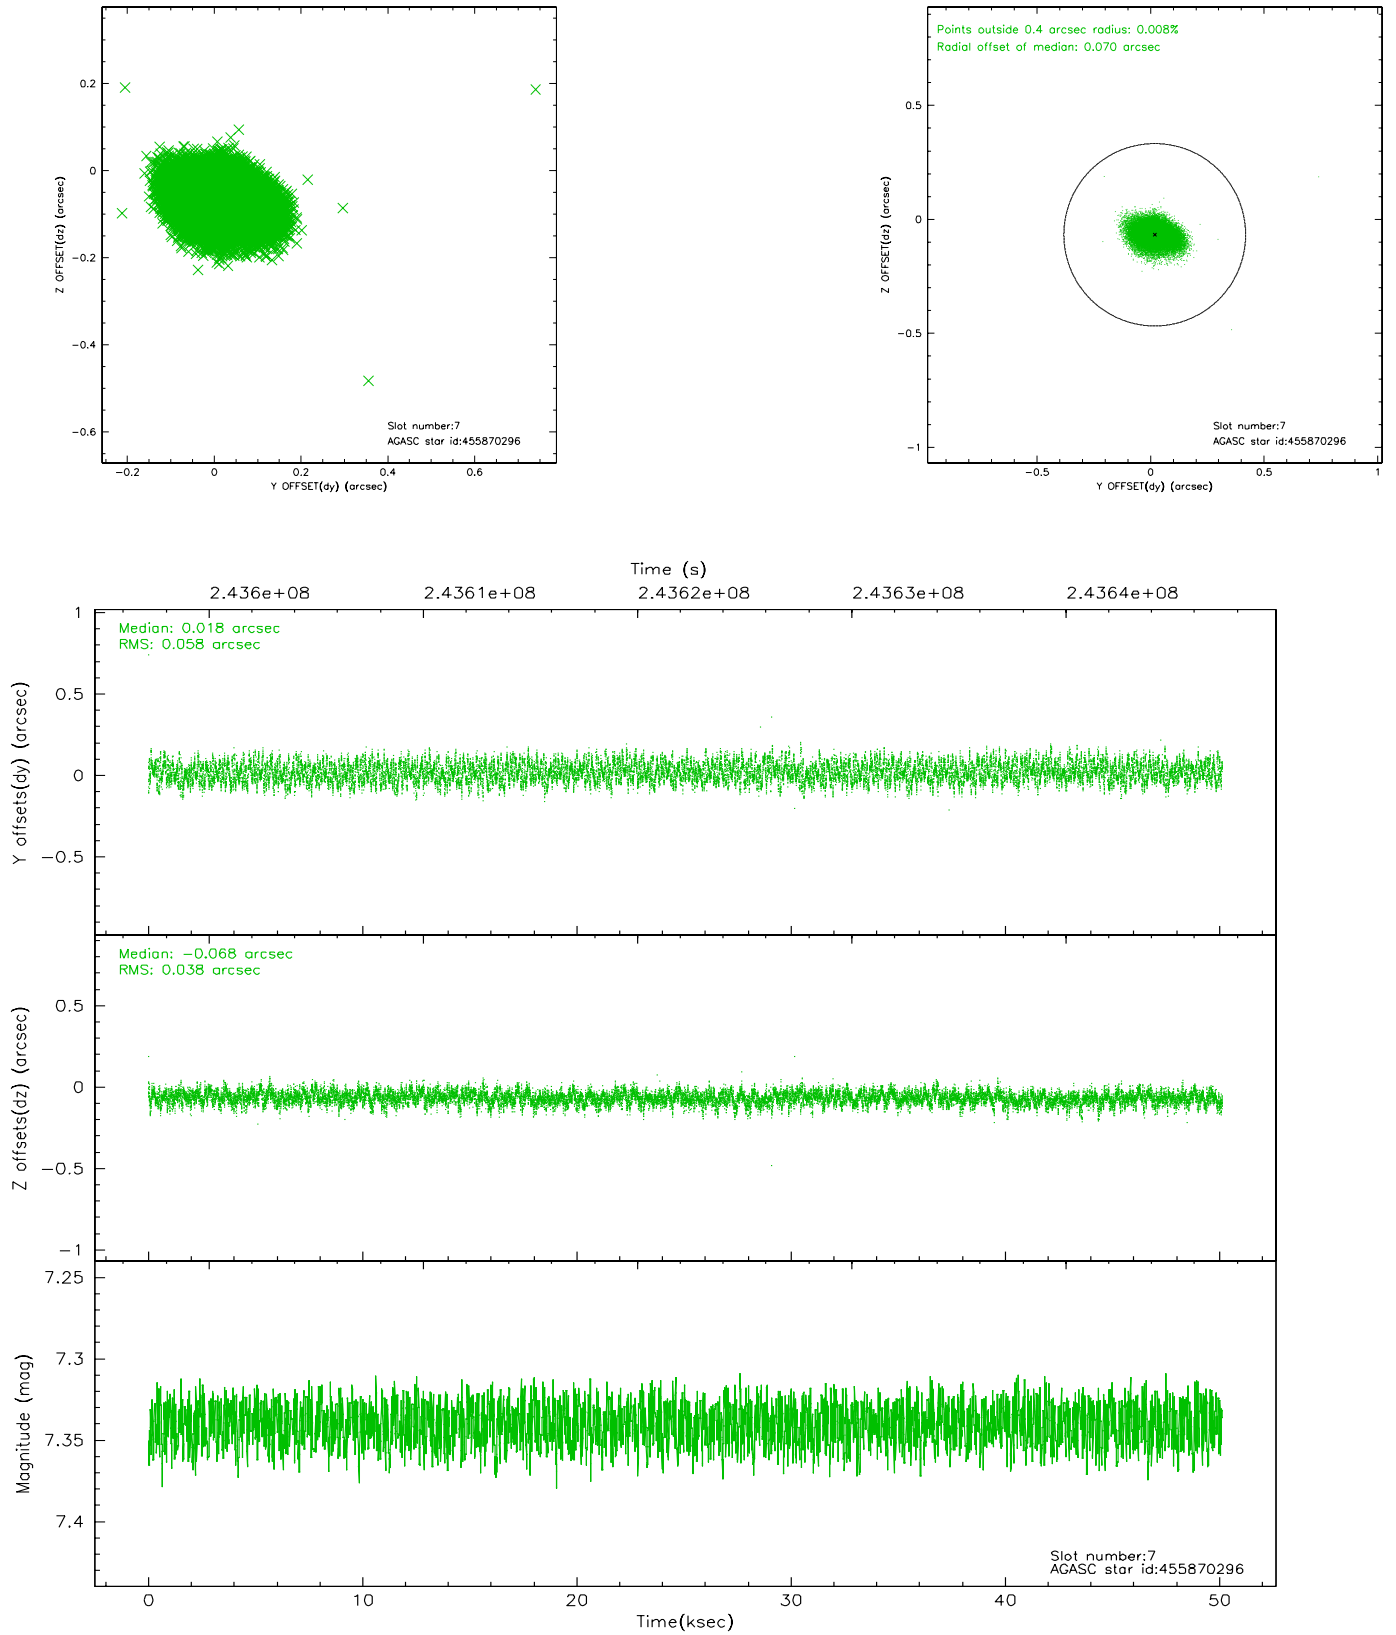 0.2
0
−0.2
−0.4
−0.6
Z OFFSET(dz) (arcsec)
Slot number:7
AGASC star id:455870296
−0.2 0 0.2 0.4 0.6
Y OFFSET(dy) (arcsec)
Points outside 0.4 arcsec radius: 0.008%
Radial offset of median: 0.070 arcsec
0.5
0
−0.5
−1
Z OFFSET(dz) (arcsec)
Slot number:7
AGASC star id:455870296
−0.5 0 0.5 1
Y OFFSET(dy) (arcsec)
Time (s)
2.436e+08 2.4361e+08 2.4362e+08 2.4363e+08 2.4364e+08
Median: 0.018 arcsec
RMS: 0.058 arcsec
1
0.5
0
−0.5
Y offsets(dy) (arcsec)
Median: −0.068 arcsec
RMS: 0.038 arcsec
0.5
0
−0.5
−1
Z offsets(dz) (arcsec)
7.25
7.3
7.35
7.4
Magnitude (mag)
Slot number:7
AGASC star id:455870296
0 10 20 30 40 50
Time(ksec)